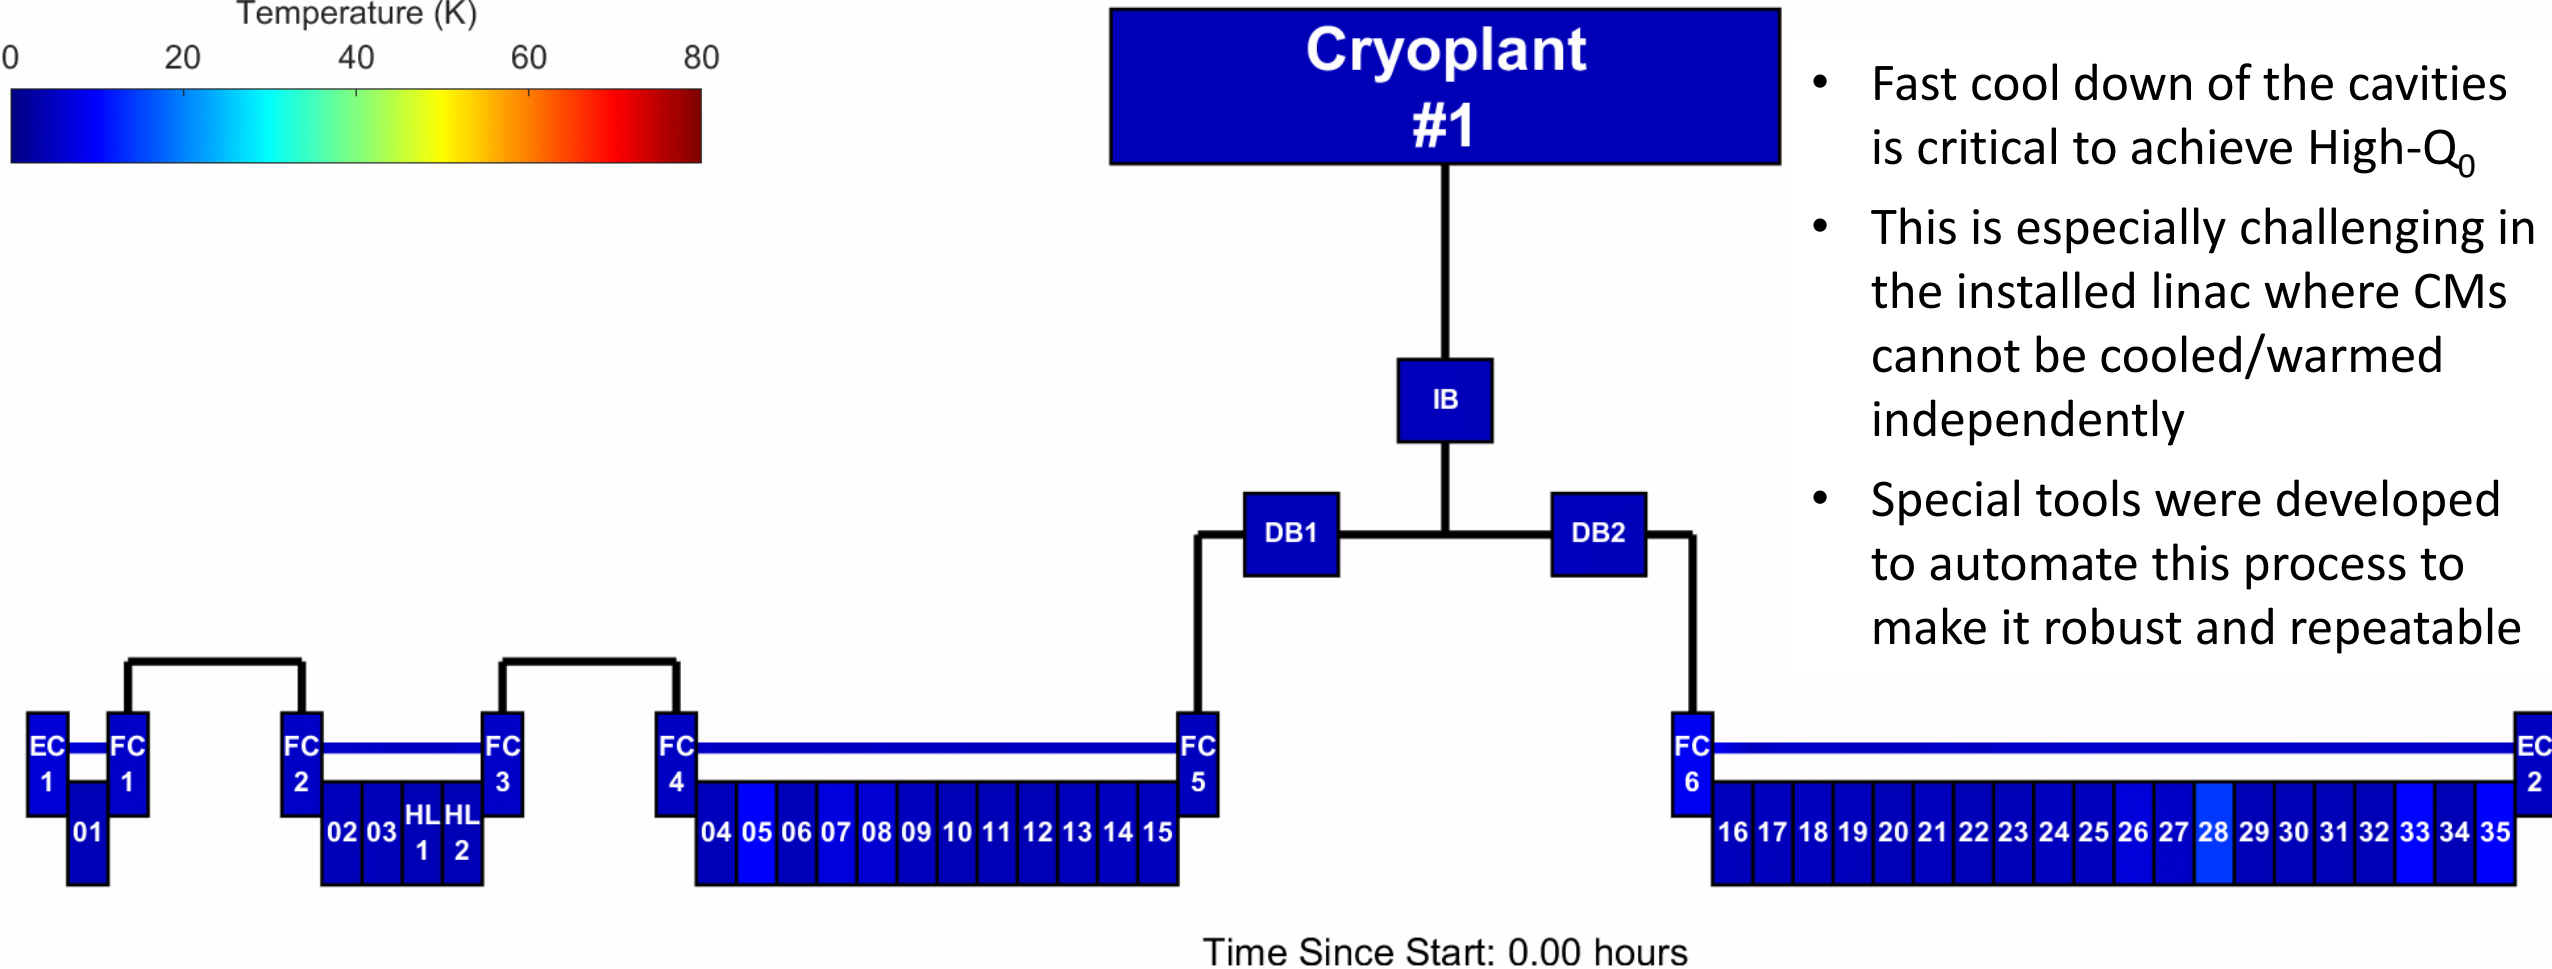 Temperature (K)
0 20 40 60 80
Cryoplant
#1
• Fast cool down of the cavities
is critical to achieve High-Q0
• This is especially challenging in
the installed linac where CMs
cannot be cooled/warmed
independently
• Special tools were developed
to automate this process to
make it robust and repeatable
IB
DB1 DB2
EC FC FC FC FC FC FC EC
1 1 2 3 4 5 6 2
HL HL
01 02 03 04 05 06 07 08 09 10 11 12 13 14 15 16 17 18 19 20 21 22 23 24 25 26 27 28 29 30 31 32 33 34 35
1 2
Time Since Start: 0.00 hours